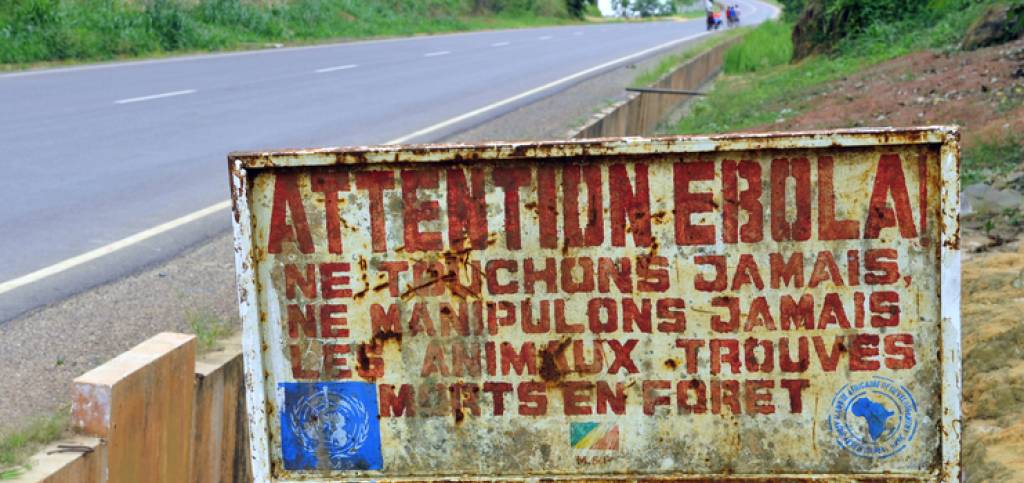 ATTENTION EBOLA!
NE TOUCHONS JAMAIS,
NE MANIPULONS JAMAIS
LES ANIMAUX TROUVES
MORTS EN FORET
M.S.P